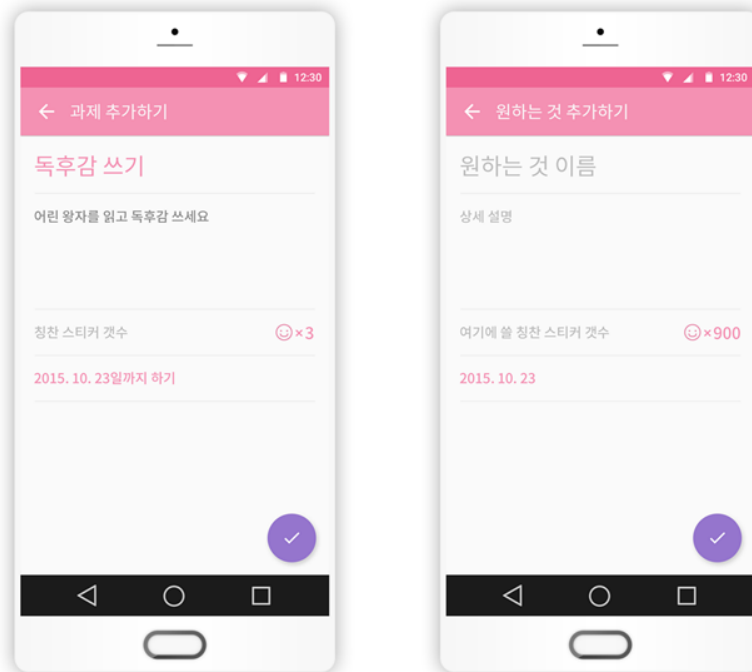 12:30
과제 추가하기
독후감 쓰기
어린 왕자를 읽고 독후감 쓰세요
칭찬 스티커 갯수
×3
2015. 10. 23일까지 하기
12:30
원하는 것 추가하기
원하는 것 이름
상세 설명
여기에 쓸 칭찬 스티커 갯수
×900
2015. 10. 23